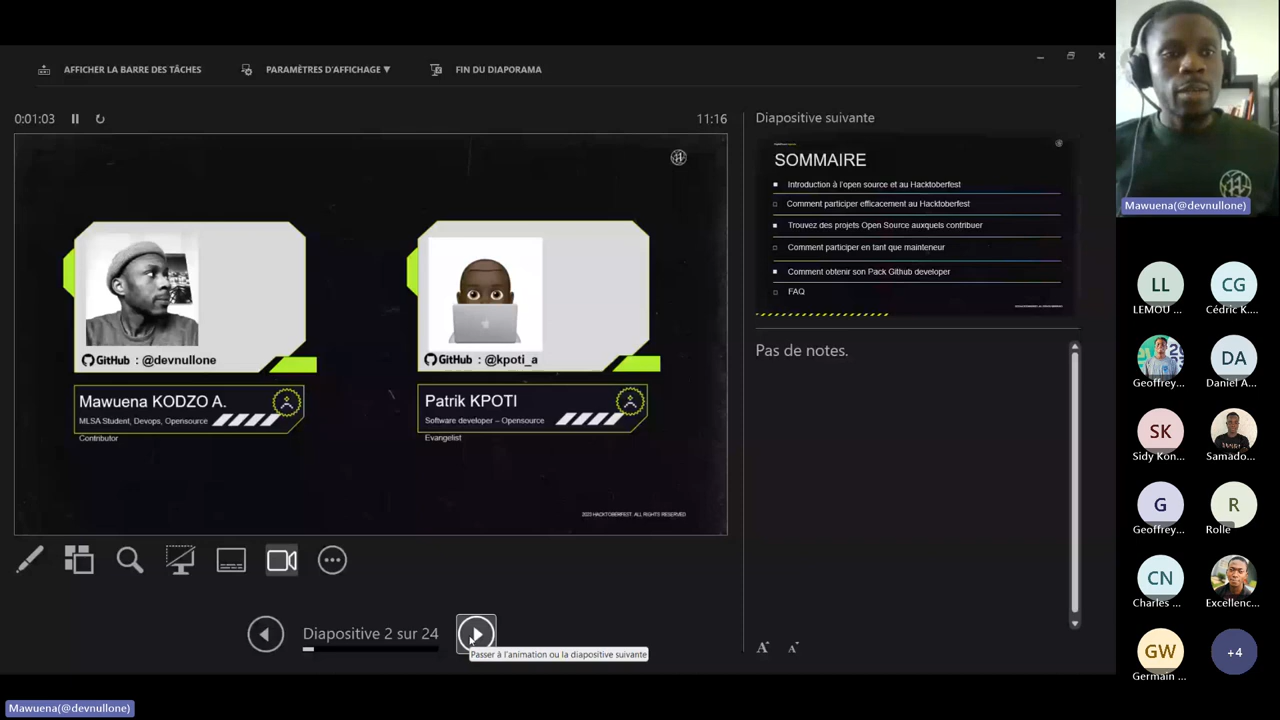 AFFICHER LA BARRE DES TÂCHES
PARAMÈTRES D'AFFICHAGE ▼
FIN DU DIAPORAMA
0:01:03
11:16
GitHub : @devnullone
Mawuena KODZO A.
MLSA Student, Devops, Opensource
Contributor
GitHub : @kpoti_a
Patrik KPOTI
Software developer – Opensource
Evangelist
2023 HACKTOBERFEST. ALL RIGHTS RESERVED
Diapositive 2 sur 24
Passer à l'animation ou la diapositive suivante
Diapositive suivante
SOMMAIRE
Introduction à l'open source et au Hacktoberfest
Comment participer efficacement au Hacktoberfest
Trouvez des projets Open Source auxquels contribuer
Comment participer en tant que mainteneur
Comment obtenir son Pack Github developer
FAQ
Pas de notes.
A
A
Mawuena(@devnullone)
LL
LEMOU ...
CG
Cédric K....
Geoffrey...
DA
Daniel A...
SK
Sidy Kon...
Samado...
G
Geoffrey...
R
Rolle
CN
Charles ...
Excellenc...
GW
Germain ...
+4
Mawuena(@devnullone)